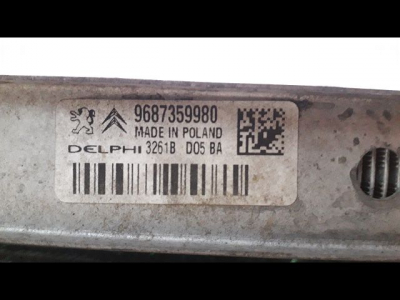 9687359980
MADE IN POLAND
DELPHI 3261B D05 BA